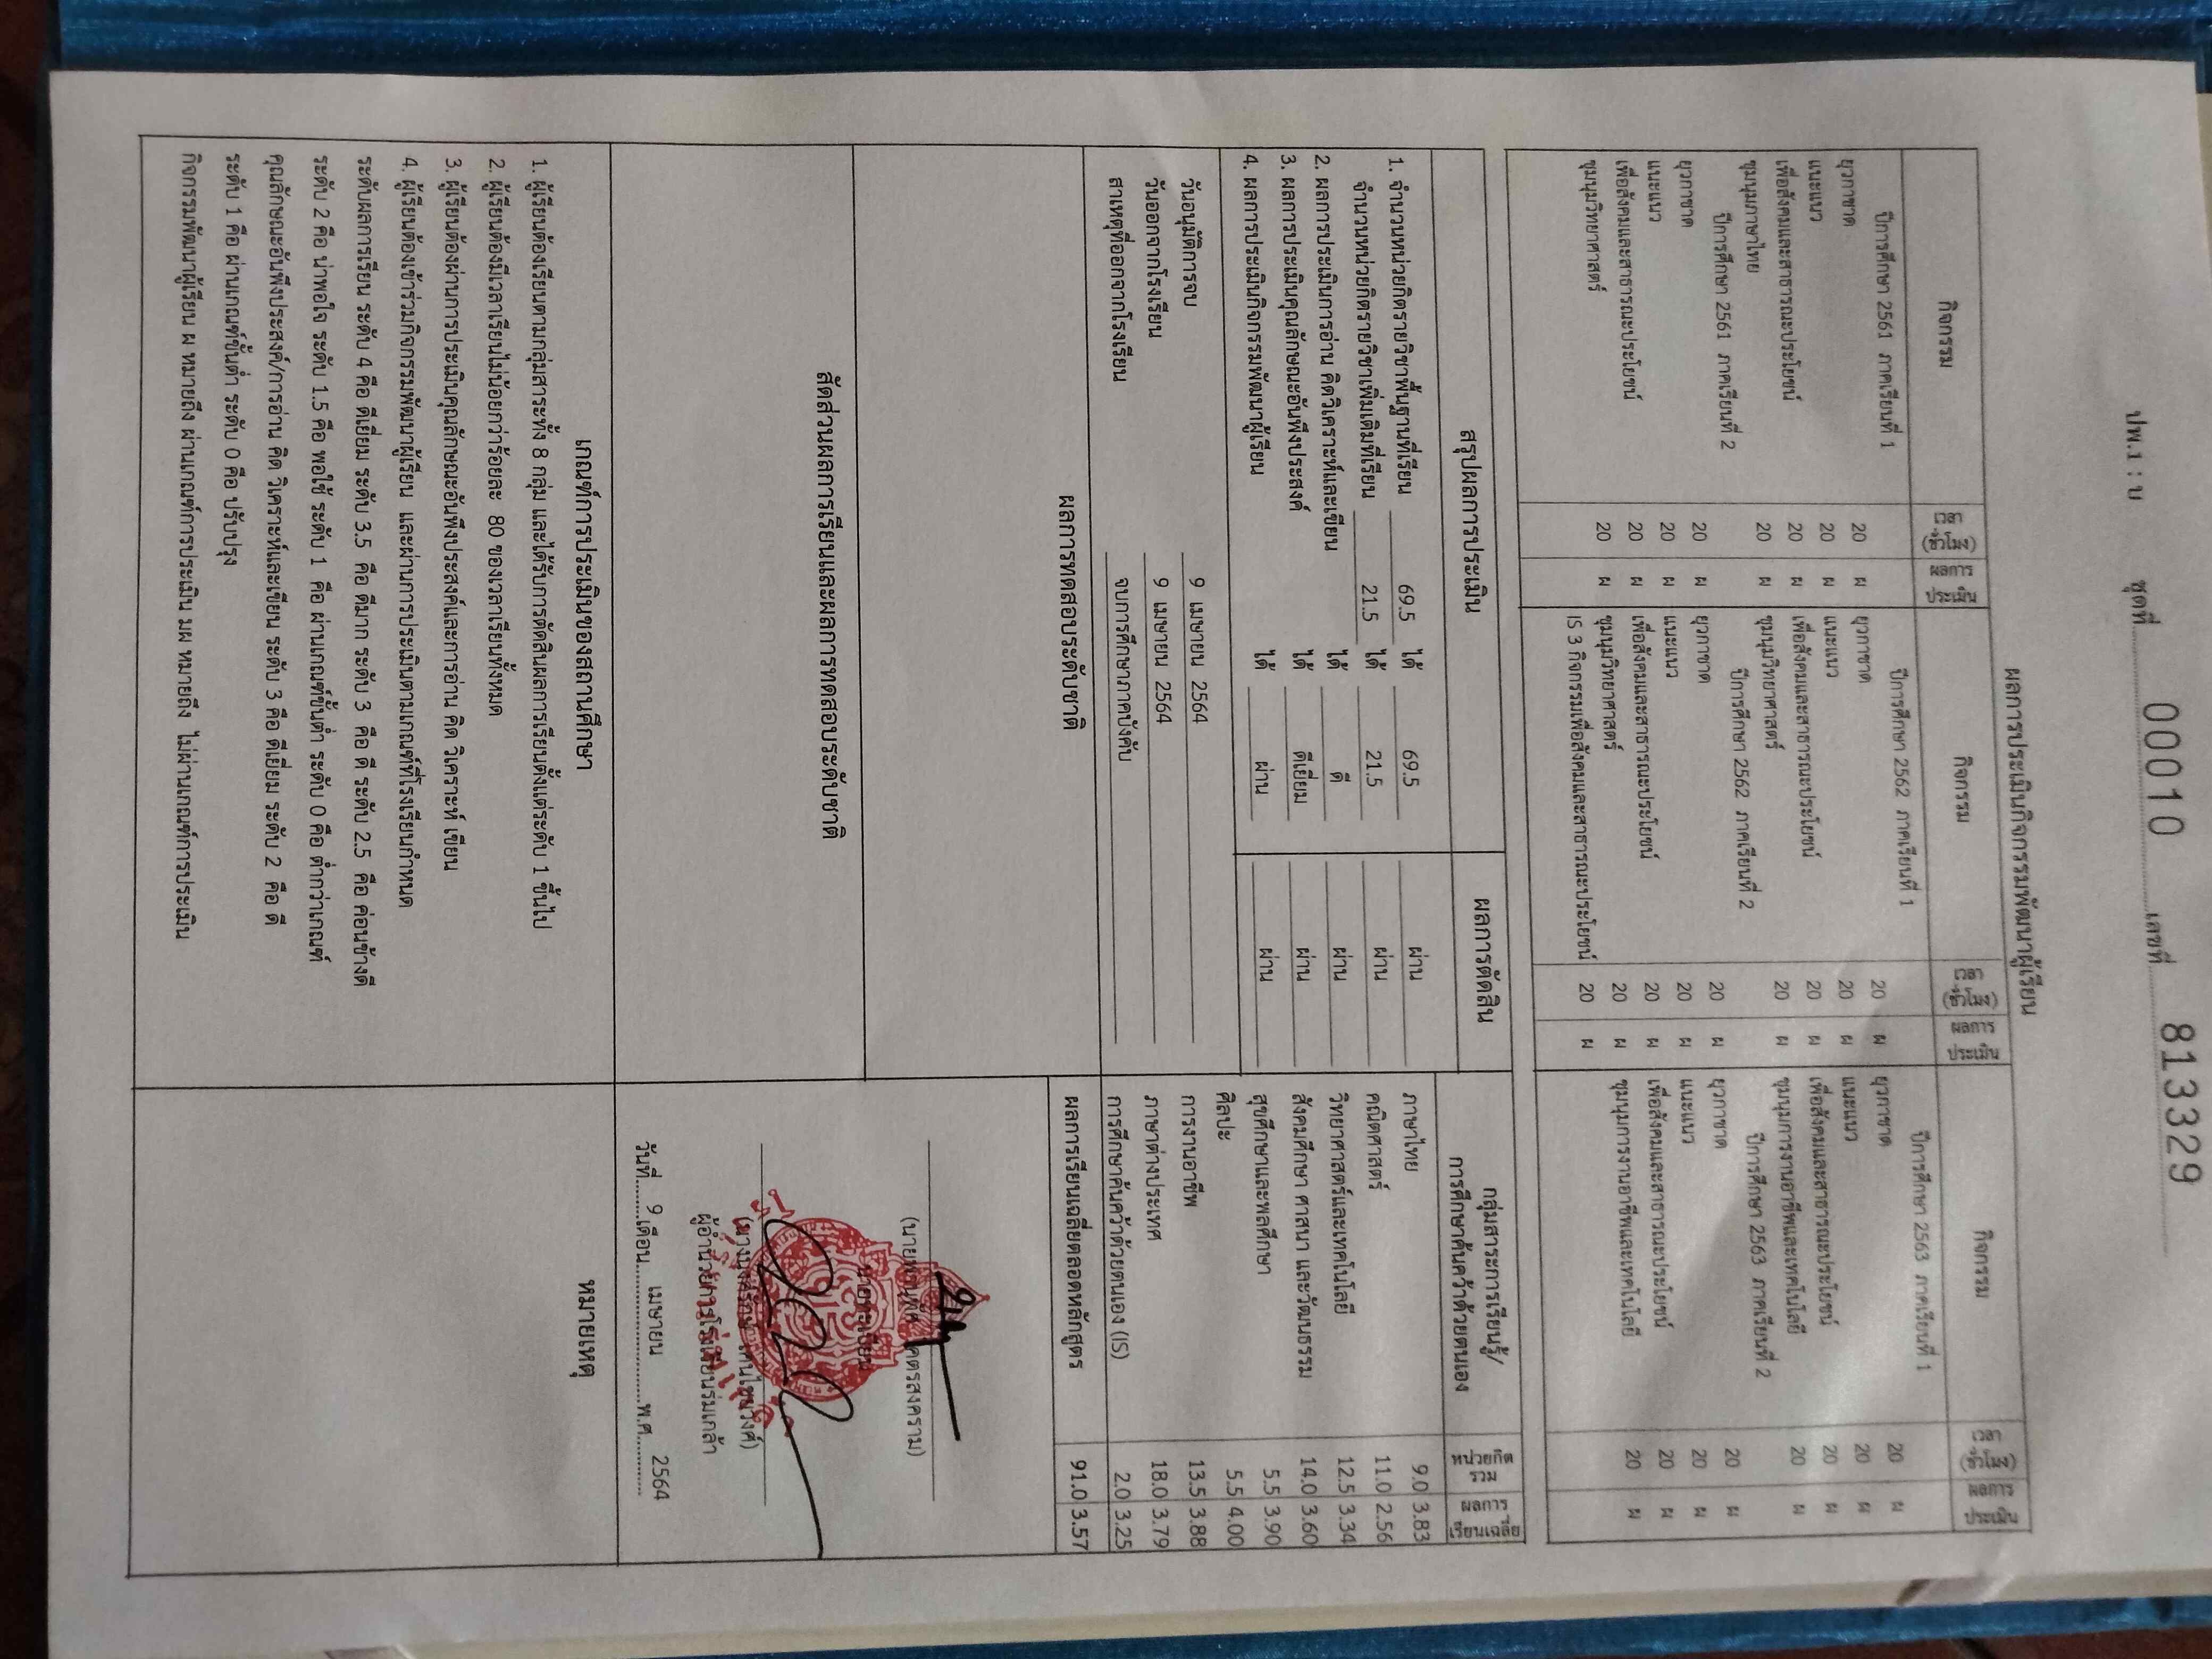 ปพ.1 : บ ชุดที่ 00010 เลขที่ 813329
ผลการประเมินกิจกรรมพัฒนาผู้เรียน
กิจกรรม เวลา (ชั่วโมง) ผลการประเมิน กิจกรรม เวลา (ชั่วโมง) ผลการประเมิน กิจกรรม เวลา (ชั่วโมง) ผลการประเมิน
ปีการศึกษา 2561 ภาคเรียนที่ 1
ยุวกาชาด 20 ผ
แนะแนว 20 ผ
เพื่อสังคมและสาธารณะประโยชน์ 20 ผ
ชุมนุมภาษาไทย 20 ผ
ปีการศึกษา 2561 ภาคเรียนที่ 2
ยุวกาชาด 20 ผ
แนะแนว 20 ผ
เพื่อสังคมและสาธารณะประโยชน์ 20 ผ
ชุมนุมวิทยาศาสตร์ 20 ผ
ปีการศึกษา 2562 ภาคเรียนที่ 1
ยุวกาชาด 20 ผ
แนะแนว 20 ผ
เพื่อสังคมและสาธารณะประโยชน์ 20 ผ
ชุมนุมวิทยาศาสตร์ 20 ผ
ปีการศึกษา 2562 ภาคเรียนที่ 2
ยุวกาชาด 20 ผ
แนะแนว 20 ผ
เพื่อสังคมและสาธารณะประโยชน์ 20 ผ
ชุมนุมวิทยาศาสตร์ 20 ผ
IS 3 กิจกรรมเพื่อสังคมและสาธารณะประโยชน์ 20 ผ
ปีการศึกษา 2563 ภาคเรียนที่ 1
ยุวกาชาด 20 ผ
แนะแนว 20 ผ
เพื่อสังคมและสาธารณะประโยชน์ 20 ผ
ชุมนุมการงานอาชีพและเทคโนโลยี 20 ผ
ปีการศึกษา 2563 ภาคเรียนที่ 2
ยุวกาชาด 20 ผ
แนะแนว 20 ผ
เพื่อสังคมและสาธารณะประโยชน์ 20 ผ
ชุมนุมการงานอาชีพและเทคโนโลยี 20 ผ
สรุปผลการประเมิน ผลการตัดสิน
1. จำนวนหน่วยกิตรายวิชาพื้นฐานที่เรียน 69.5 ได้ 69.5 ผ่าน
จำนวนหน่วยกิตรายวิชาเพิ่มเติมที่เรียน 21.5 ได้ 21.5 ผ่าน
2. ผลการประเมินการอ่าน คิดวิเคราะห์และเขียน ได้ ดี ผ่าน
3. ผลการประเมินคุณลักษณะอันพึงประสงค์ ได้ ดีเยี่ยม ผ่าน
4. ผลการประเมินกิจกรรมพัฒนาผู้เรียน ได้ ผ่าน ผ่าน
วันอนุมัติการจบ 9 เมษายน 2564
วันออกจากโรงเรียน 9 เมษายน 2564
สาเหตุที่ออกจากโรงเรียน จบการศึกษาภาคบังคับ
กลุ่มสาระการเรียนรู้/ การศึกษาค้นคว้าด้วยตนเอง หน่วยกิตรวม ผลการเรียนเฉลี่ย
ภาษาไทย 9.0 3.83
คณิตศาสตร์ 11.0 2.56
วิทยาศาสตร์และเทคโนโลยี 12.5 3.34
สังคมศึกษา ศาสนา และวัฒนธรรม 14.0 3.60
สุขศึกษาและพลศึกษา 5.5 3.90
ศิลปะ 5.5 4.00
การงานอาชีพ 13.5 3.88
ภาษาต่างประเทศ 18.0 3.79
การศึกษาค้นคว้าด้วยตนเอง (IS) 2.0 3.25
ผลการเรียนเฉลี่ยตลอดหลักสูตร 91.0 3.57
ผลการทดสอบระดับชาติ
สัดส่วนผลการเรียนและผลการทดสอบระดับชาติ
นายทะเบียน
ผู้อำนวยการโรงเรียนร่มเกล้า
วันที่ 9 เดือน เมษายน พ.ศ. 2564
เกณฑ์การประเมินของสถานศึกษา
1. ผู้เรียนต้องเรียนตามกลุ่มสาระทั้ง 8 กลุ่ม และได้รับการตัดสินผลการเรียนตั้งแต่ระดับ 1 ขึ้นไป
2. ผู้เรียนต้องมีเวลาเรียนไม่น้อยกว่าร้อยละ 80 ของเวลาเรียนทั้งหมด
3. ผู้เรียนต้องผ่านการประเมินคุณลักษณะอันพึงประสงค์และการอ่าน คิด วิเคราะห์ เขียน
4. ผู้เรียนต้องเข้าร่วมกิจกรรมพัฒนาผู้เรียน และผ่านการประเมินตามเกณฑ์ที่โรงเรียนกำหนด
ระดับผลการเรียน ระดับ 4 คือ ดีเยี่ยม ระดับ 3.5 คือ ดีมาก ระดับ 3 คือ ดี ระดับ 2.5 คือ ค่อนข้างดี
ระดับ 2 คือ น่าพอใจ ระดับ 1.5 คือ พอใช้ ระดับ 1 คือ ผ่านเกณฑ์ขั้นต่ำ ระดับ 0 คือ ต่ำกว่าเกณฑ์
คุณลักษณะอันพึงประสงค์/การอ่าน คิด วิเคราะห์และเขียน ระดับ 3 คือ ดีเยี่ยม ระดับ 2 คือ ดี
ระดับ 1 คือ ผ่านเกณฑ์ขั้นต่ำ ระดับ 0 คือ ปรับปรุง
กิจกรรมพัฒนาผู้เรียน ผ หมายถึง ผ่านเกณฑ์การประเมิน มผ หมายถึง ไม่ผ่านเกณฑ์การประเมิน
หมายเหตุ